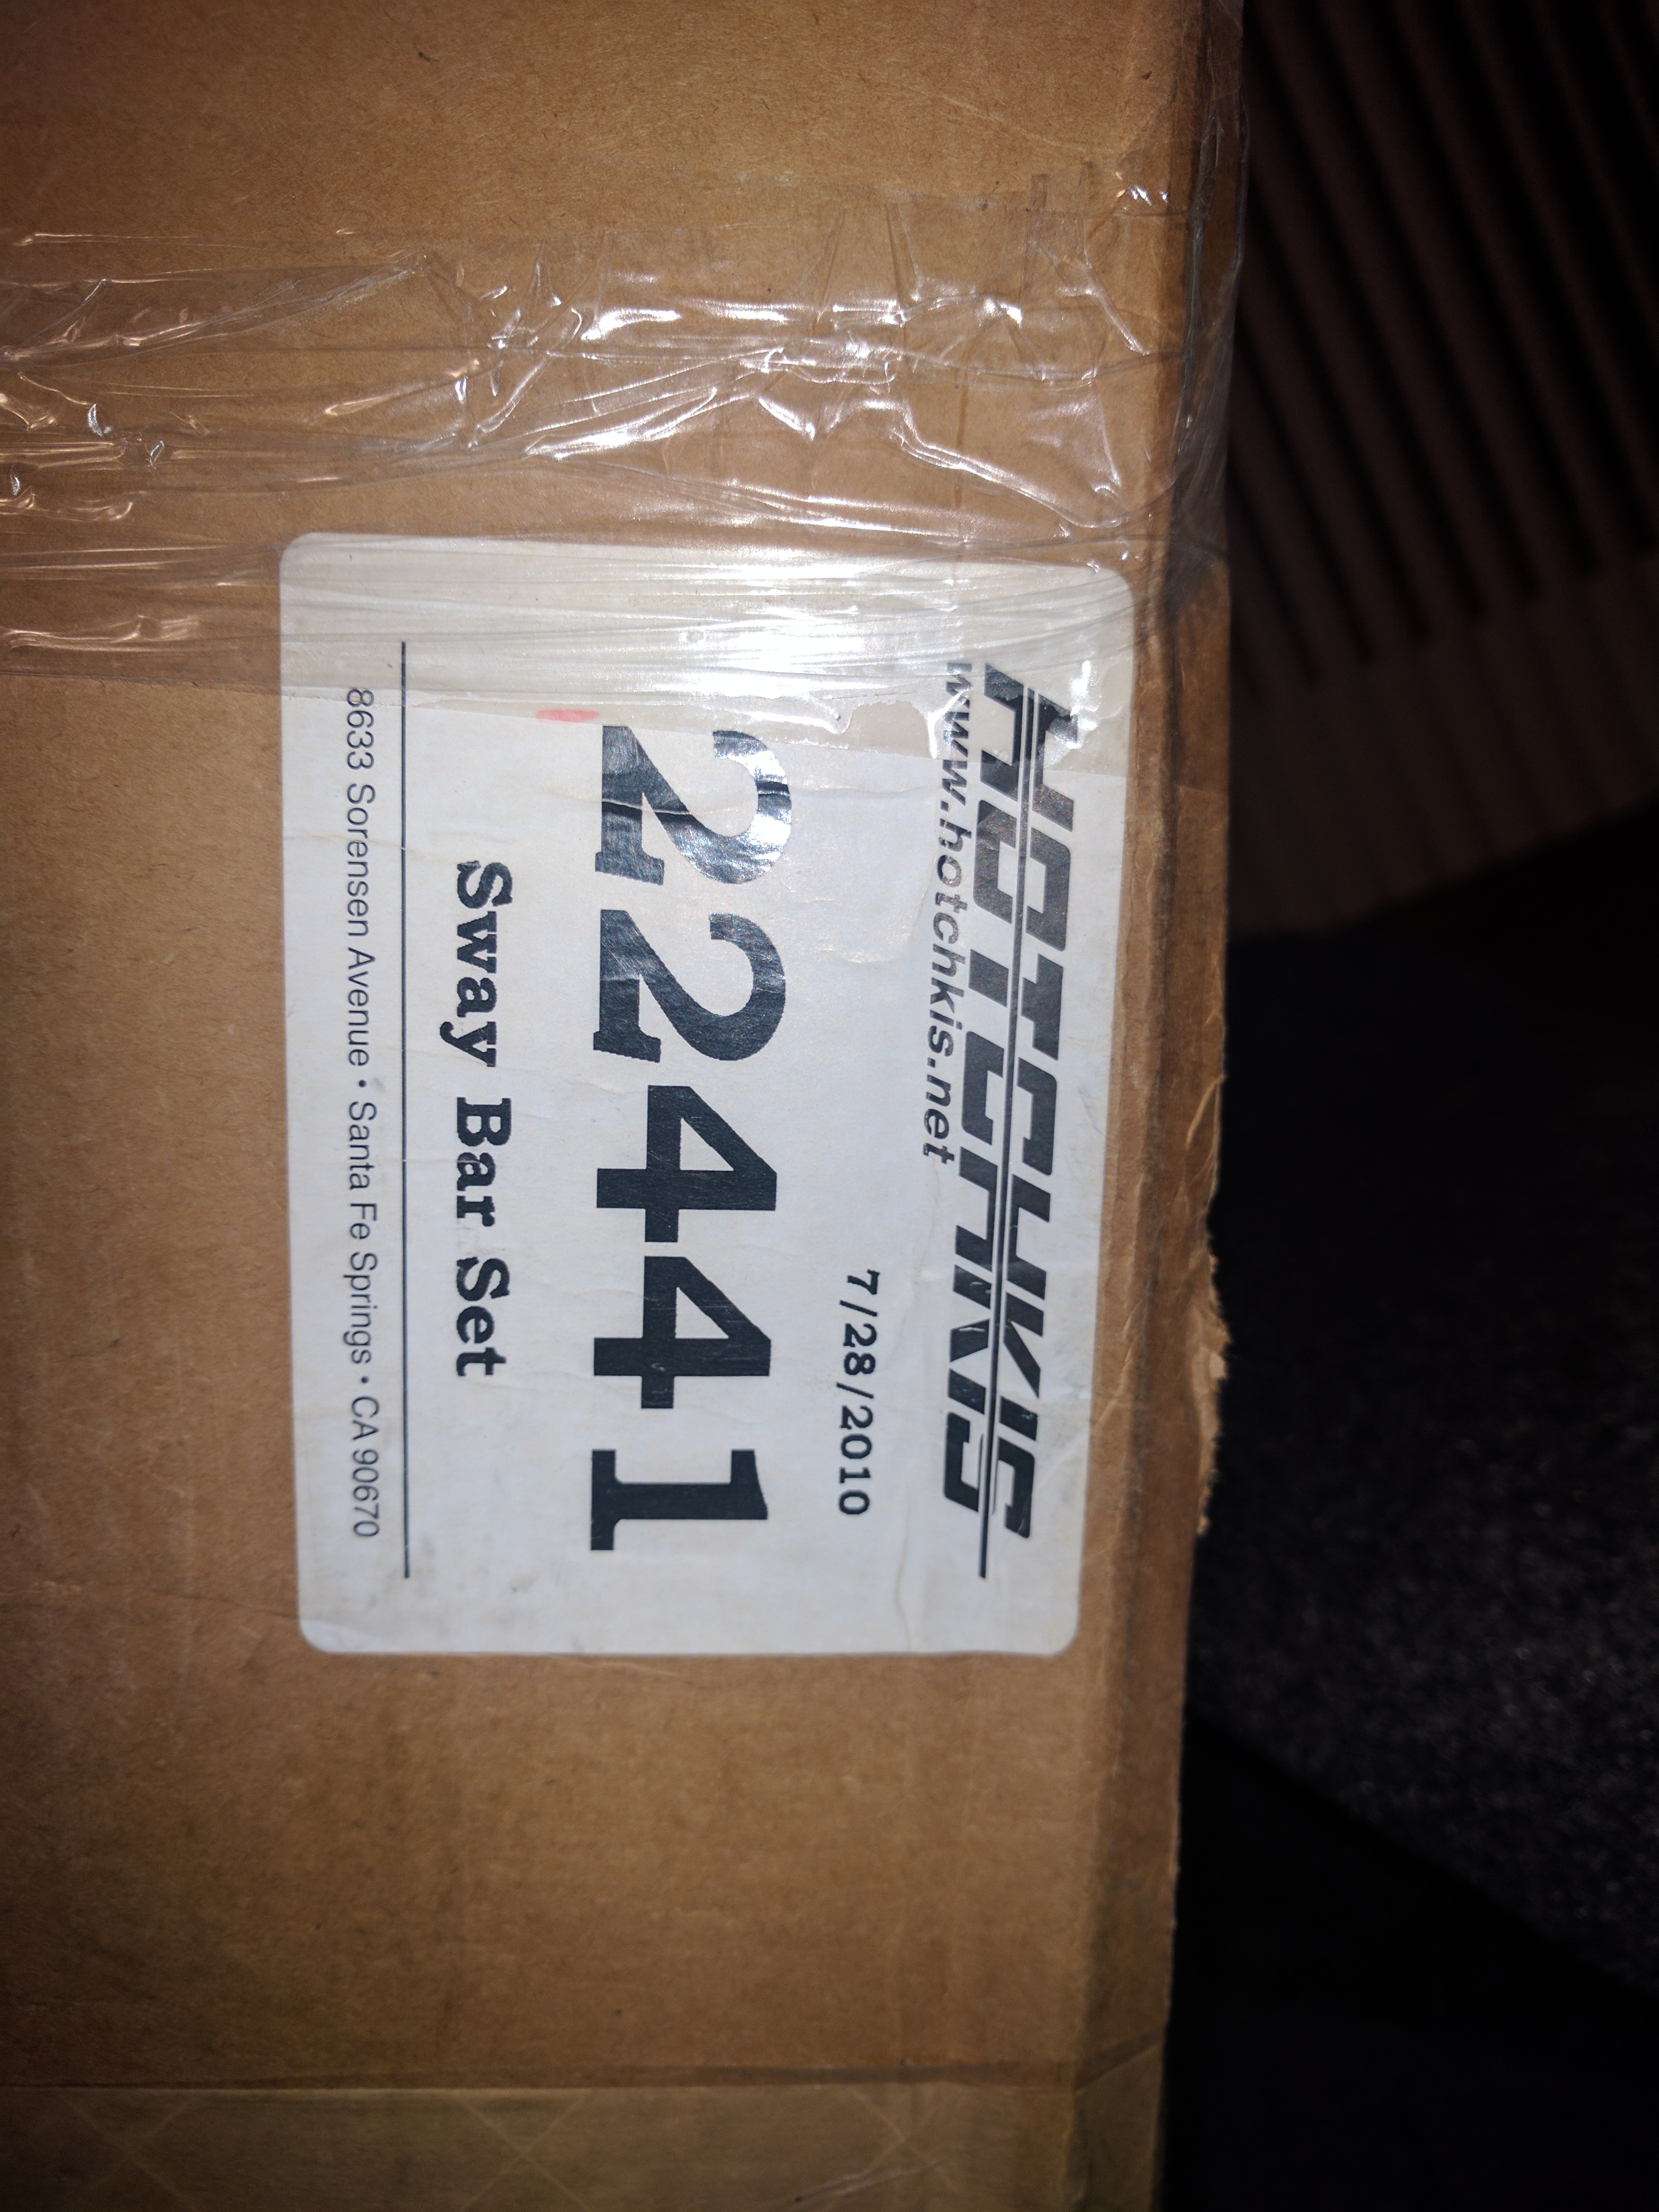 HOTCHKIS
www.hotchkis.net
7/28/2010
22441
Sway Bar Set
8633 Sorensen Avenue • Santa Fe Springs • CA 90670